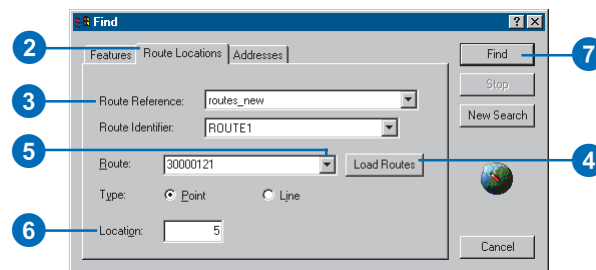 Find
2
Features Route Locations Addresses
Find
7
Stop
3
Route Reference: routes_new
New Search
Route Identifier: ROUTE1
5
Route: 30000121 Load Routes
4
Type: Point Line
6
Location: 5
Cancel